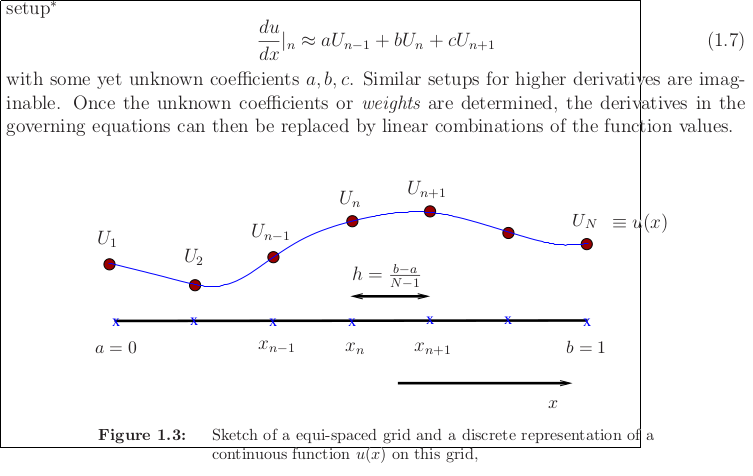 setup*
du/dx|n ≈ aU_{n−1} + bU_n + cU_{n+1} (1.7)
with some yet unknown coefficients a, b, c. Similar setups for higher derivatives are imag-
inable. Once the unknown coefficients or weights are determined, the derivatives in the
governing equations can then be replaced by linear combinations of the function values.
U_1 U_2 U_{n−1} U_n U_{n+1} U_N ≡ u(x)
h = \frac{b−a}{N−1}
x x x x x x x
a = 0 x_{n−1} x_n x_{n+1} b = 1
x
Figure 1.3: Sketch of a equi-spaced grid and a discrete representation of a
continuous function u(x) on this grid,